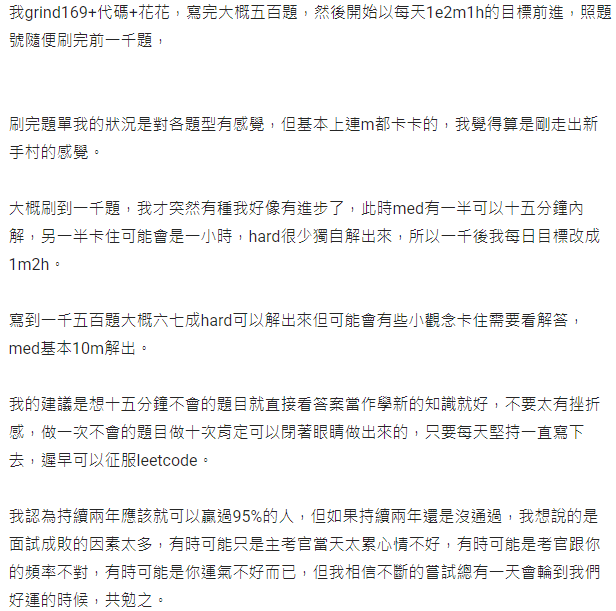 我grind169+代碼+花花，寫完大概五百題，然後開始以每天1e2m1h的目標前進，照題
號隨便刷完前一千題，
刷完題單我的狀況是對各題型有感覺，但基本上連m都卡卡的，我覺得算是剛走出新
手村的感覺。
大概刷到一千題，我才突然有種我好像有進步了，此時med有一半可以十五分鐘內
解，另一半卡住可能會是一小時，hard很少獨自解出來，所以一千後我每日目標改成
1m2h。
寫到一千五百題大概六七成hard可以解出來但可能會有些小觀念卡住需要看解答，
med基本10m解出。
我的建議是想十五分鐘不會的題目就直接看答案當作學新的知識就好，不要太有挫折
感，做一次不會的題目做十次肯定可以閉著眼睛做出來的，只要每天堅持一直寫下
去，遲早可以征服leetcode。
我認為持續兩年應該就可以贏過95%的人，但如果持續兩年還是沒通過，我想說的是
面試成敗的因素太多，有時可能只是主考官當天太累心情不好，有時可能是考官跟你
的頻率不對，有時可能是你運氣不好而已，但我相信不斷的嘗試總有一天會輪到我們
好運的時候，共勉之。